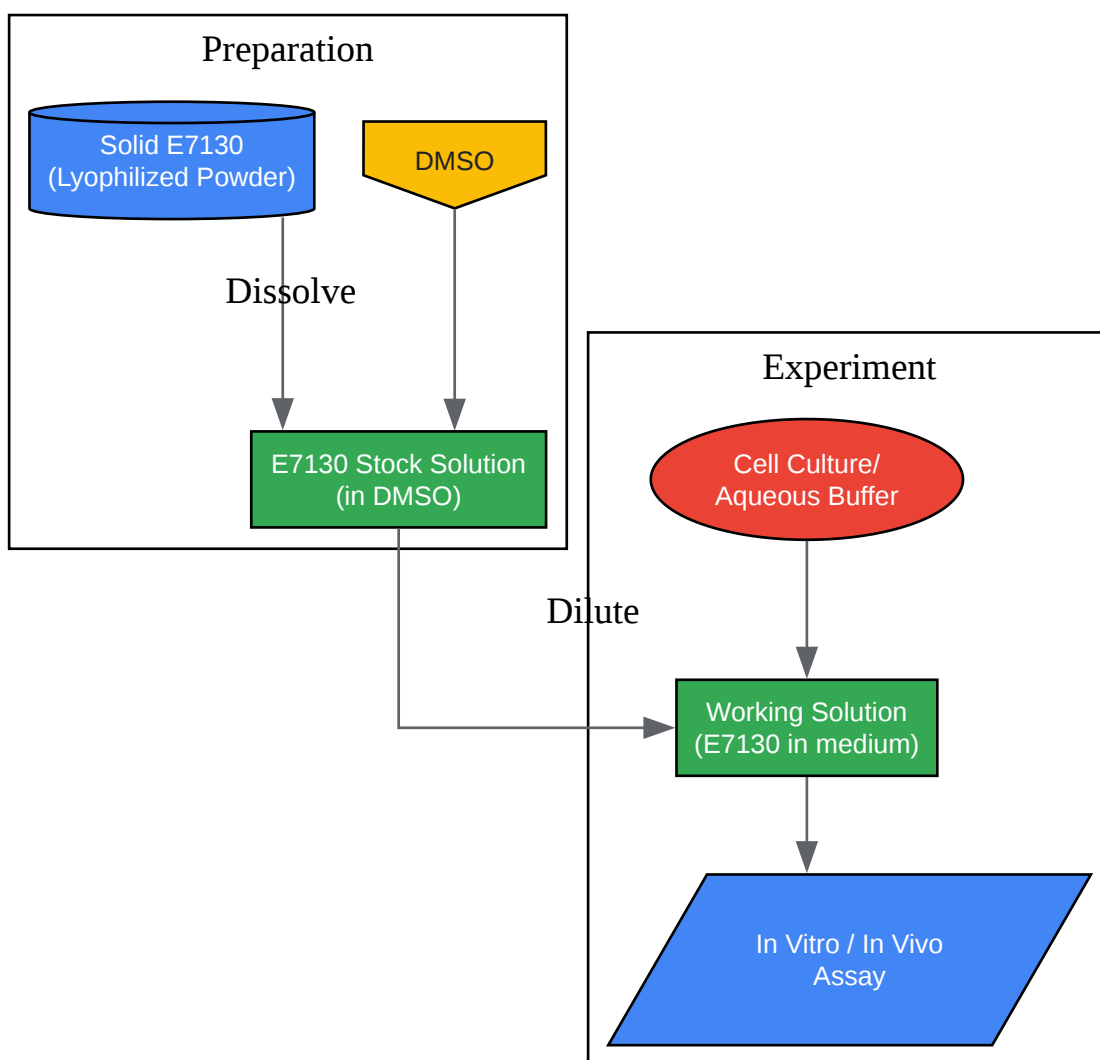 Preparation
Solid E7130
(Lyophilized Powder)
DMSO
Dissolve
E7130 Stock Solution
(in DMSO)
Experiment
Cell Culture/
Aqueous Buffer
Dilute
Working Solution
(E7130 in medium)
In Vitro / In Vivo
Assay